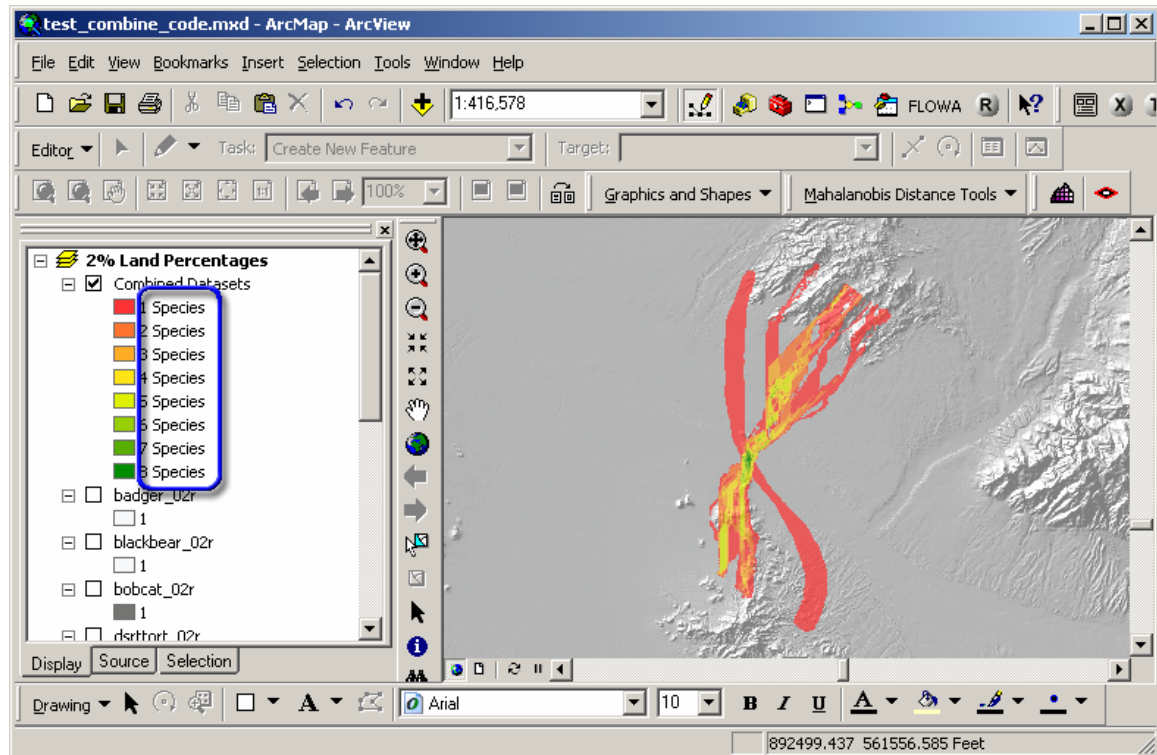 test_combine_code.mxd - ArcMap - ArcView
File Edit View Bookmarks Insert Selection Tools Window Help
1:416,578 FLOWA R X
Editor Task: Create New Feature Target:
1:1 100% Graphics and Shapes Mahalanobis Distance Tools
2% Land Percentages
Combined Datasets
1 Species
2 Species
3 Species
4 Species
5 Species
6 Species
7 Species
8 Species
badger_02r
1
blackbear_02r
1
bobcat_02r
1
dsrttort_02r
Display Source Selection
Drawing A Arial 10 B I U A
892499.437 561556.585 Feet